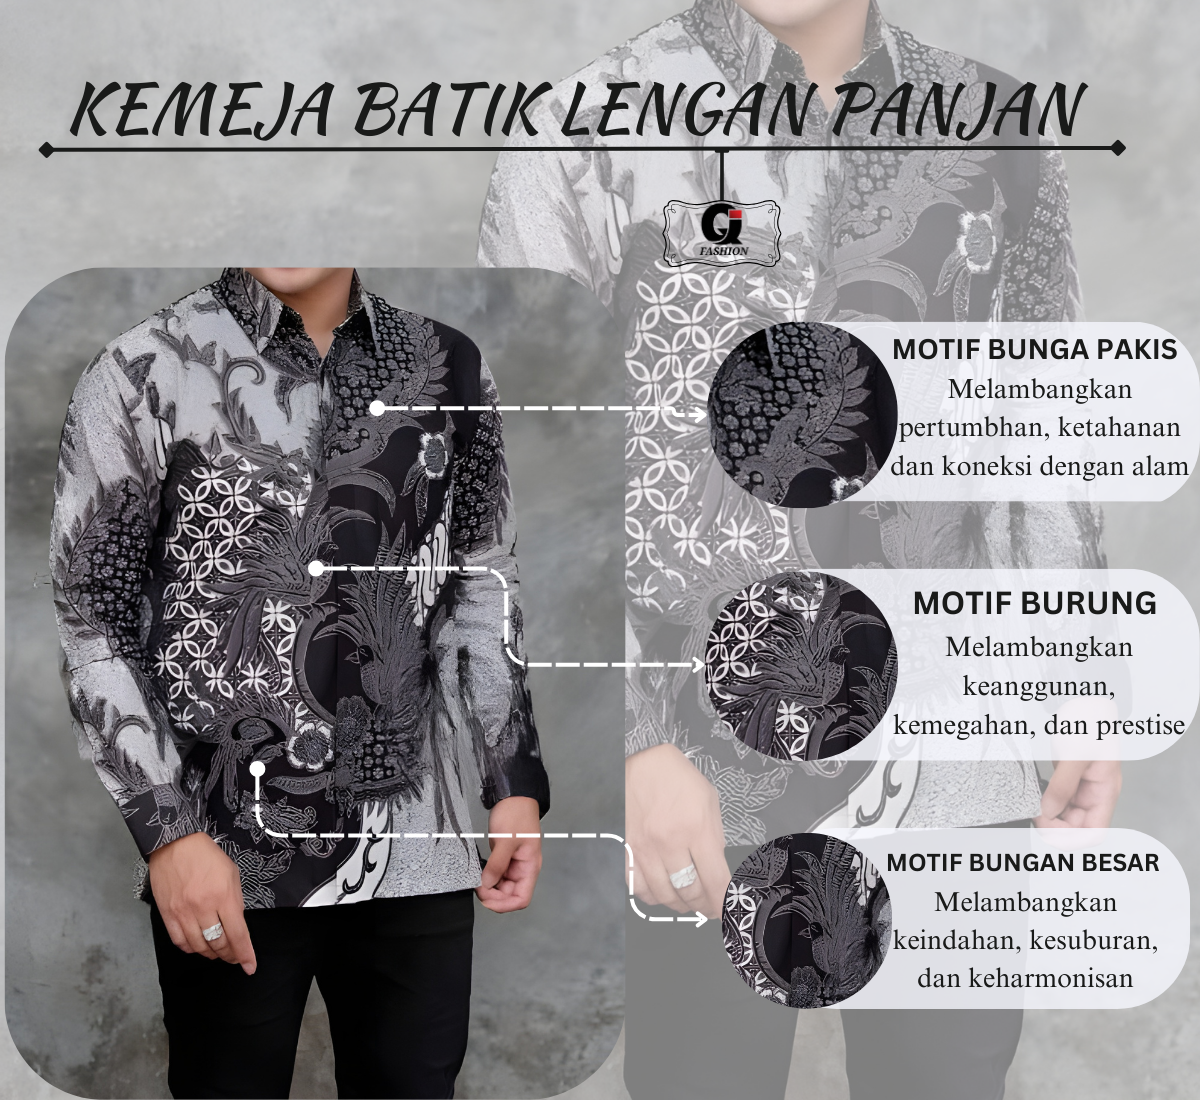 KEMEJA BATIK LENGAN PANJAN
GI
FASHION
MOTIF BUNGA PAKIS
Melambangkan
pertumbhan, ketahanan
dan koneksi dengan alam
MOTIF BURUNG
Melambangkan
keanggunan,
kemegahan, dan prestise
MOTIF BUNGAN BESAR
Melambangkan
keindahan, kesuburan,
dan keharmonisan